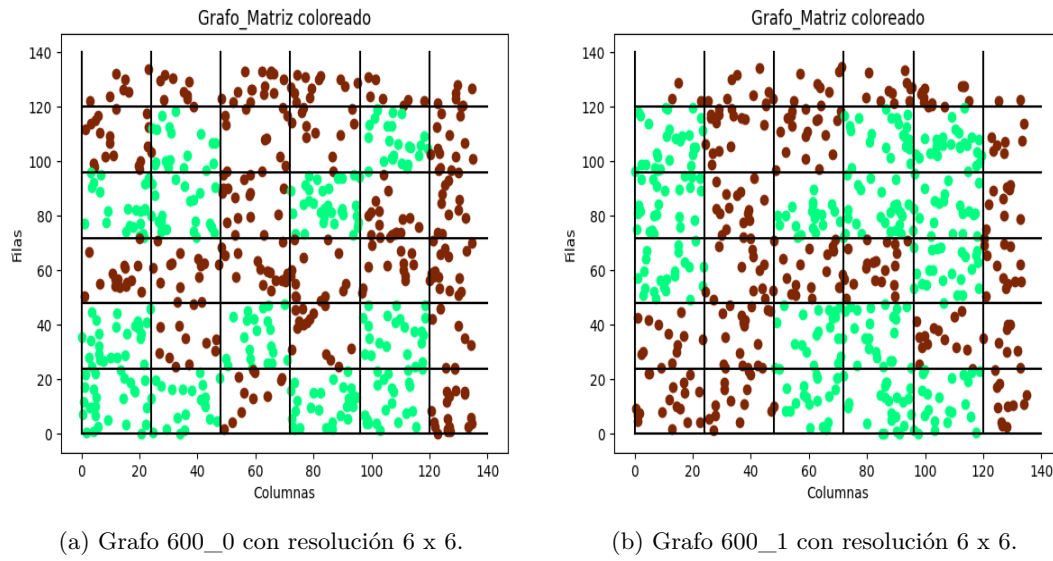 Grafo_Matriz coloreado
140
120
100
80
60
40
20
0
Filas
0 20 40 60 80 100 120 140
Columnas
(a) Grafo 600_0 con resolución 6 x 6.
Grafo_Matriz coloreado
140
120
100
80
60
40
20
0
Filas
0 20 40 60 80 100 120 140
Columnas
(b) Grafo 600_1 con resolución 6 x 6.